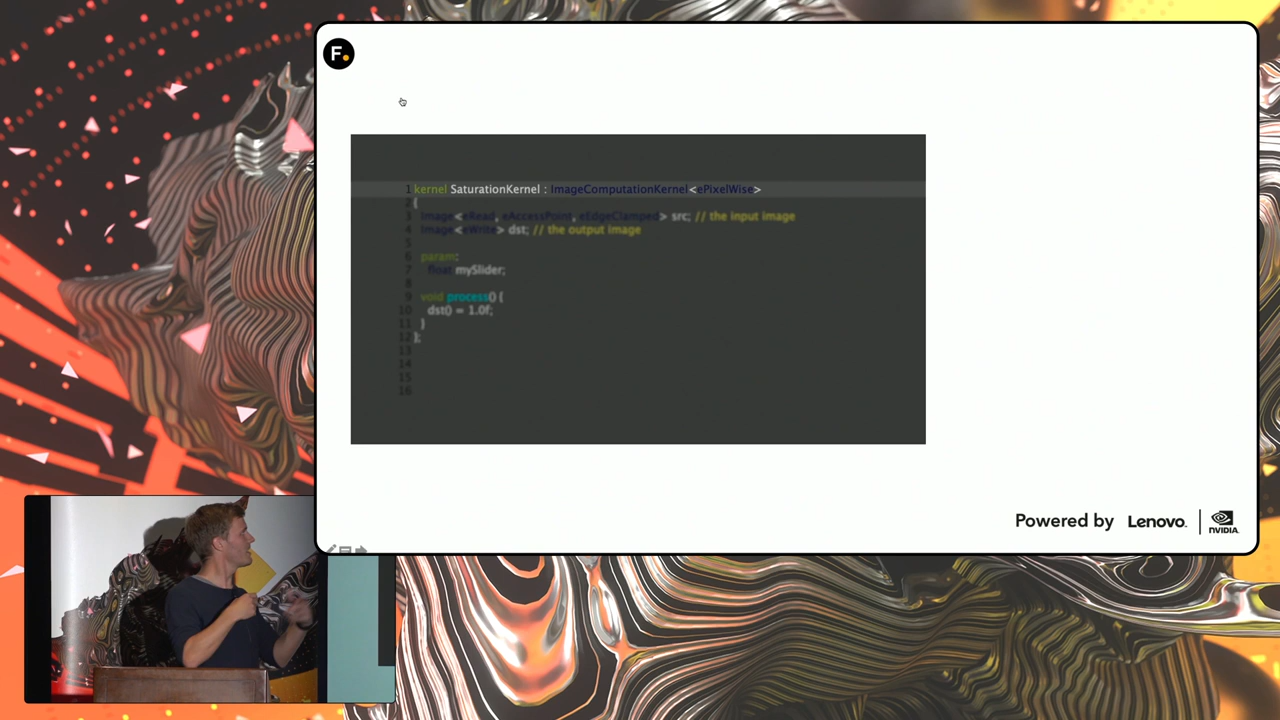 F.
1 kernel SaturationKernel : ImageComputationKernel<ePixelWise>
2 {
3 Image<eRead, eAccessPoint, eEdgeClamped> src; // the input image
4 Image<eWrite> dst; // the output image
5
6 param:
7 float mySlider;
8
9 void process() {
10 dst() = 1.0f;
11 }
12 };
13
14
15
16
Powered by Lenovo. NVIDIA.